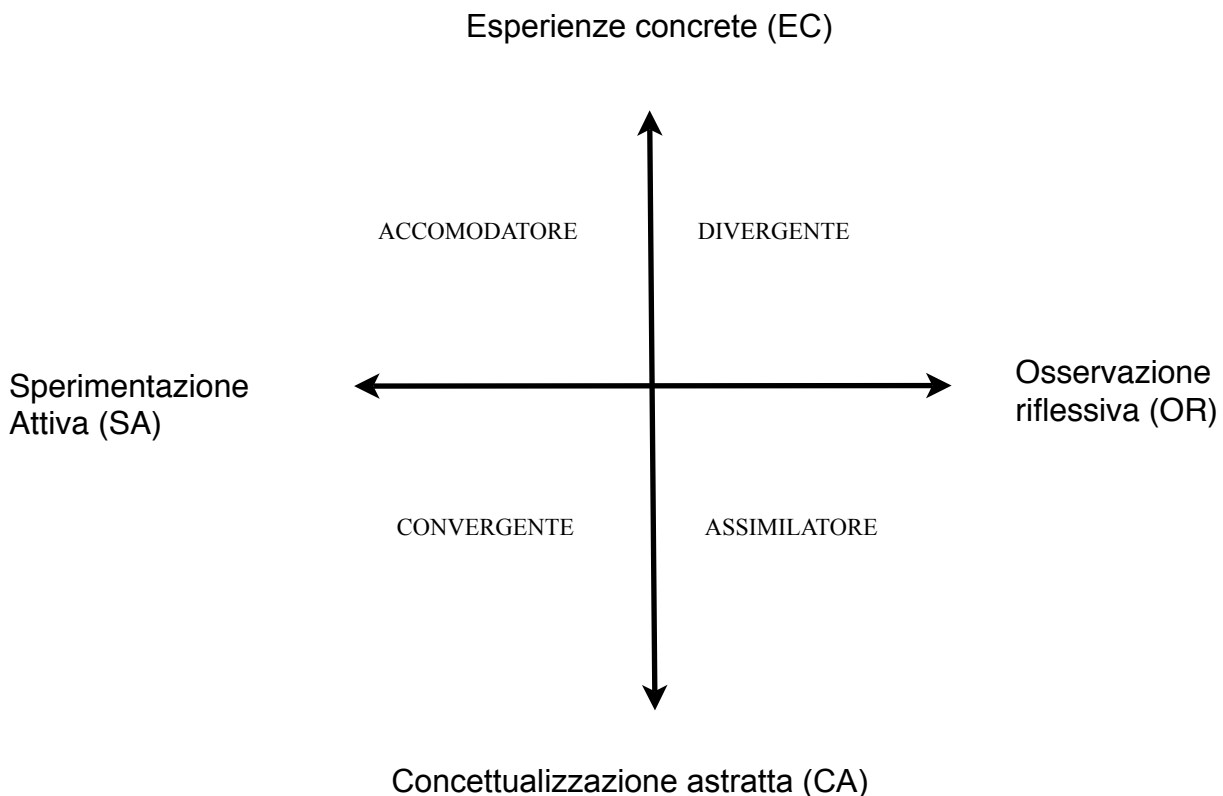 Esperienze concrete (EC)
ACCOMODATORE
DIVERGENTE
Sperimentazione
Attiva (SA)
Osservazione
riflessiva (OR)
CONVERGENTE
ASSIMILATORE
Concettualizzazione astratta (CA)